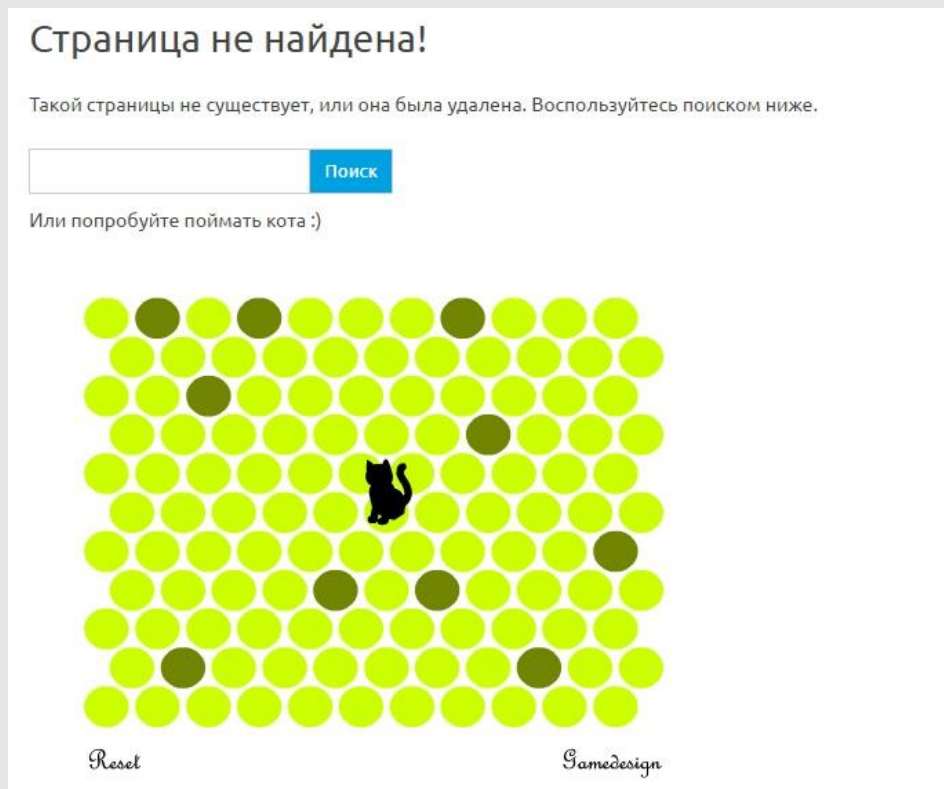 Страница не найдена!
Такой страницы не существует, или она была удалена. Воспользуйтесь поиском ниже.
Поиск
Или попробуйте поймать кота :)
Reset
Gamedesign